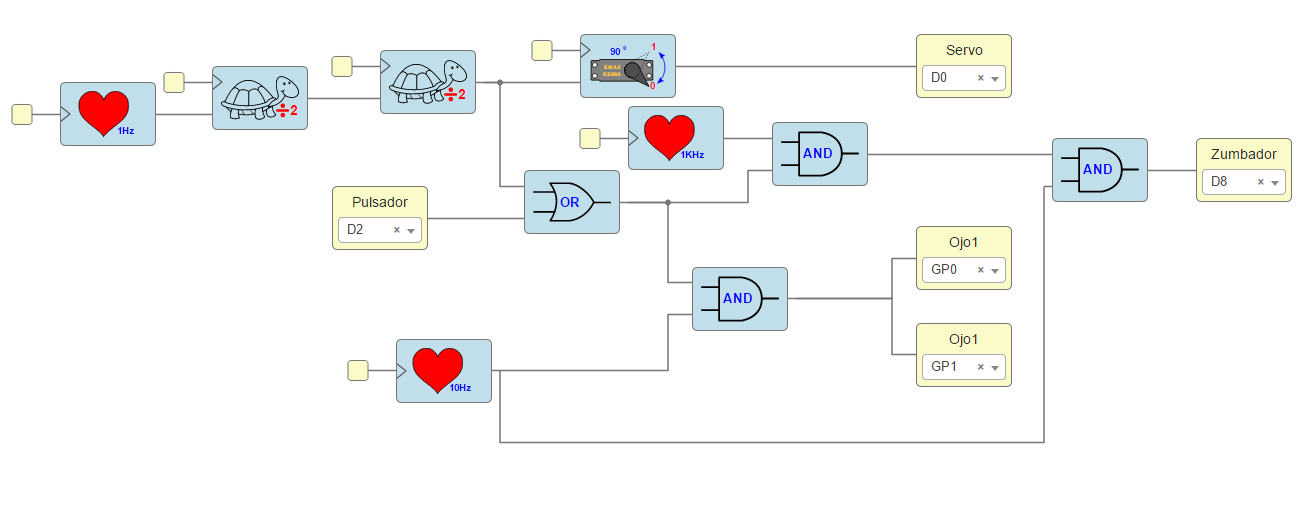 1Hz
÷2
÷2
90 º
1
EMAX
ES08A
0
Servo
D0 ×
1KHz
AND
AND
Zumbador
D8 ×
Pulsador
D2 ×
OR
Ojo1
GP0 ×
AND
Ojo1
GP1 ×
10Hz